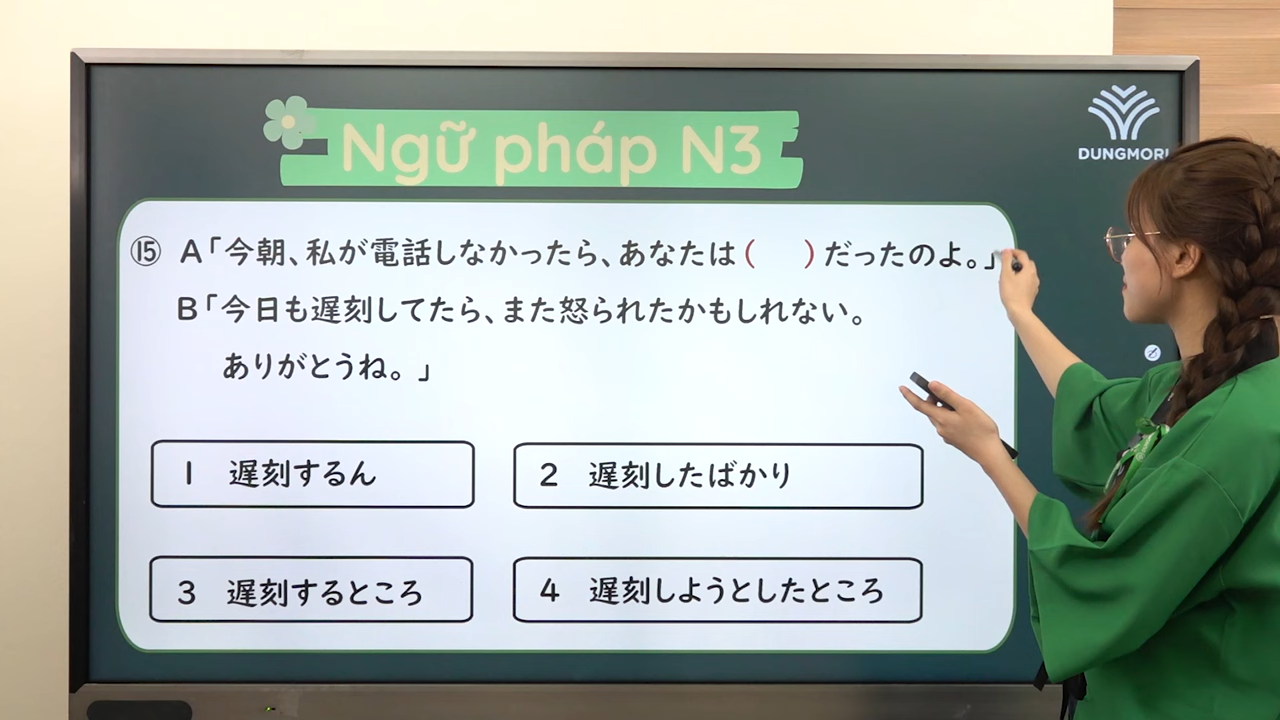 Ngữ pháp N3
DUNGMORI
⑮ A「今朝、私が電話しなかったら、あなたは(　　)だったのよ。」
B「今日も遅刻してたら、また怒られたかもしれない。
ありがとうね。」
1 遅刻するん
2 遅刻したばかり
3 遅刻するところ
4 遅刻しようとしたところ